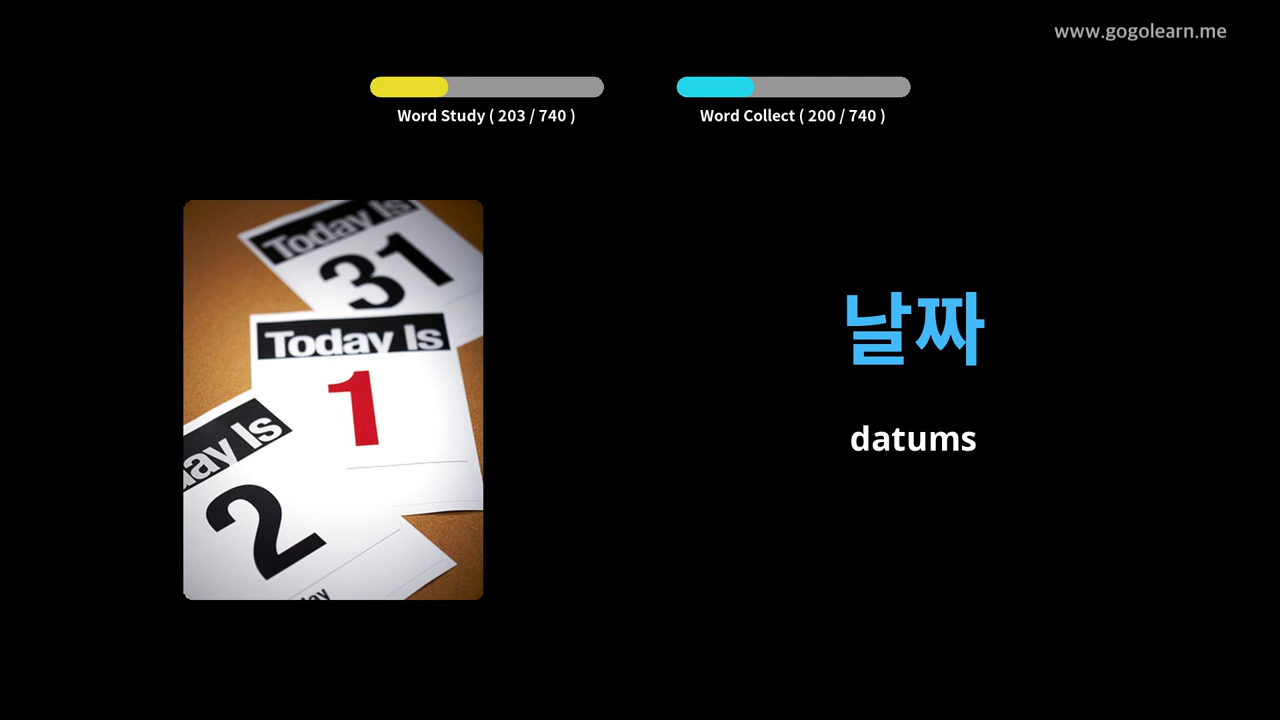 www.gogolearn.me
Word Study ( 203 / 740 )
Word Collect ( 200 / 740 )
Today Is
31
Today Is
1
day Is
2
날짜
datums